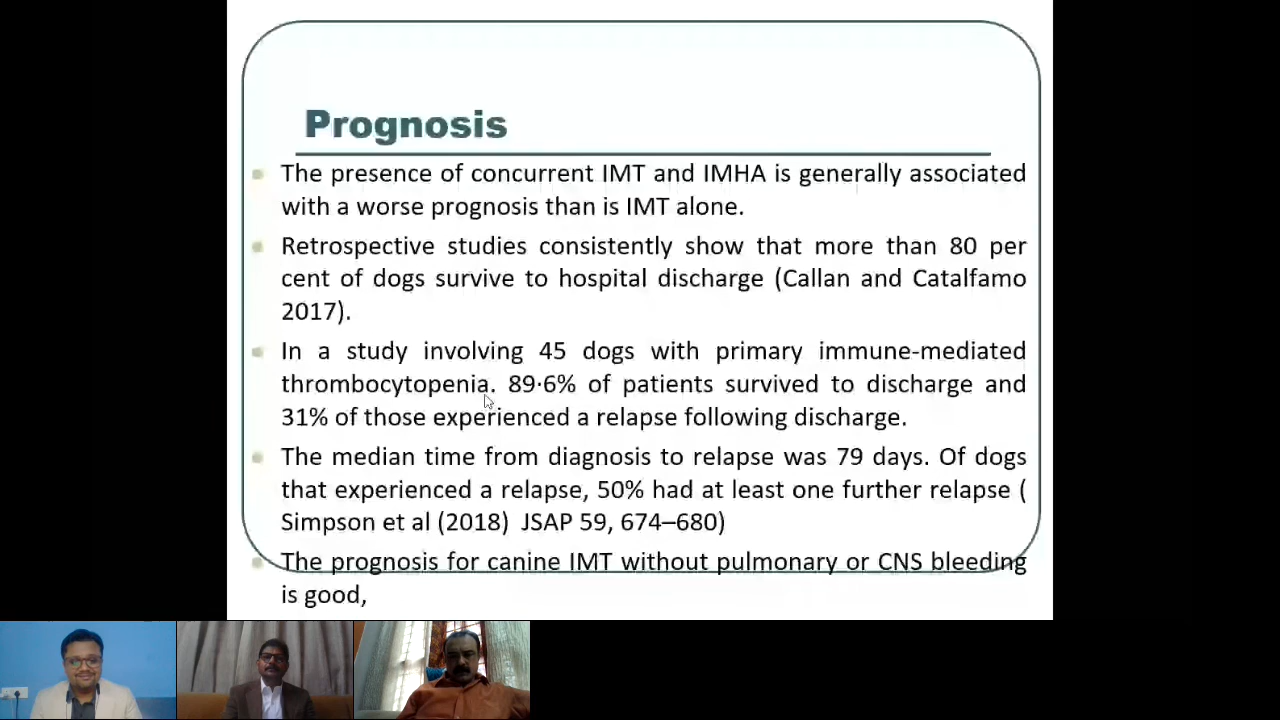 Prognosis
The presence of concurrent IMT and IMHA is generally associated
with a worse prognosis than is IMT alone.
Retrospective studies consistently show that more than 80 per
cent of dogs survive to hospital discharge (Callan and Catalfamo
2017).
In a study involving 45 dogs with primary immune-mediated
thrombocytopenia. 89·6% of patients survived to discharge and
31% of those experienced a relapse following discharge.
The median time from diagnosis to relapse was 79 days. Of dogs
that experienced a relapse, 50% had at least one further relapse (
Simpson et al (2018) JSAP 59, 674–680)
The prognosis for canine IMT without pulmonary or CNS bleeding
is good,